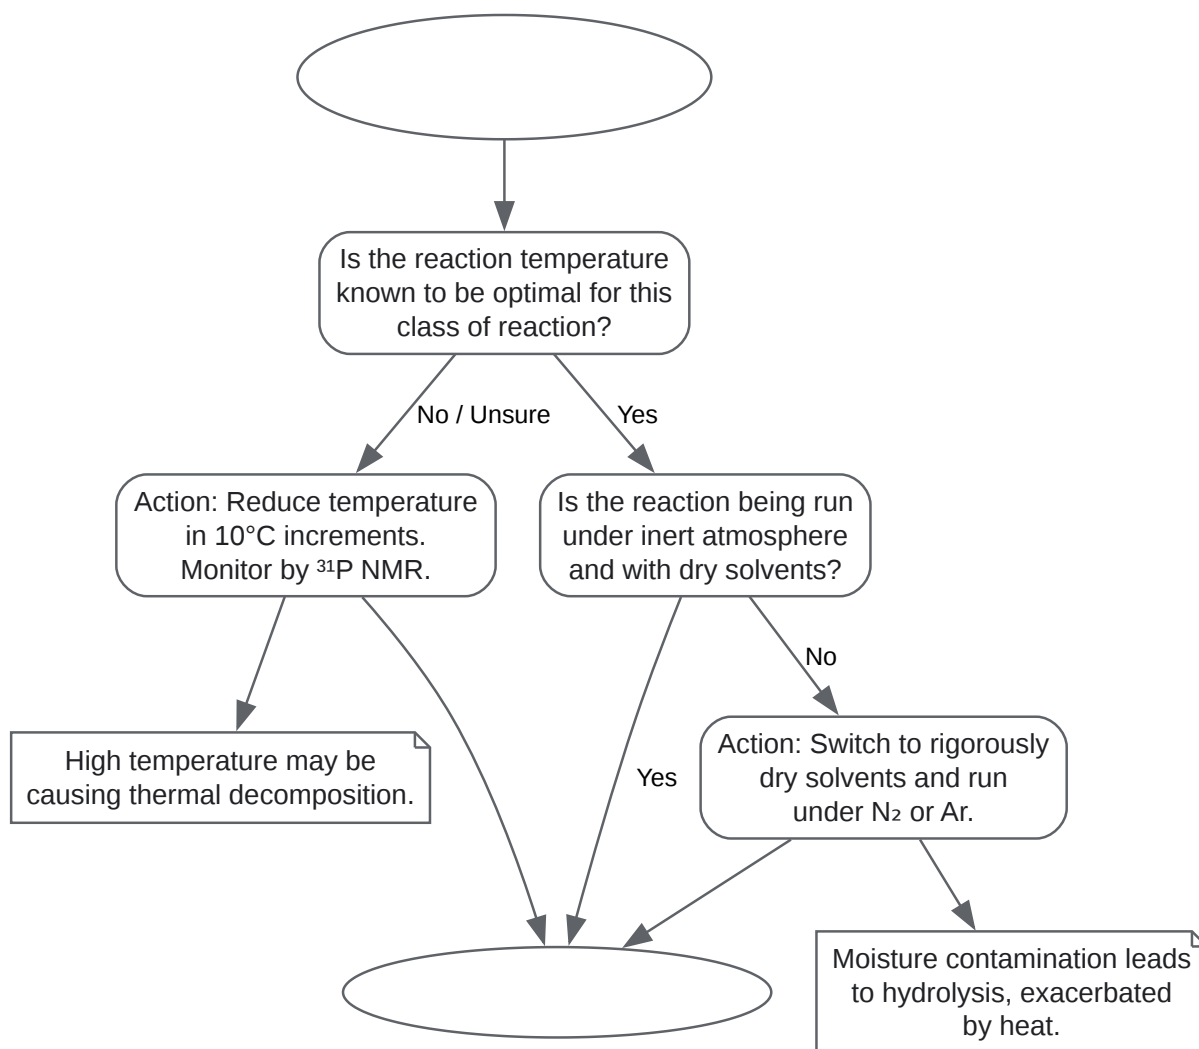 Is the reaction temperature
known to be optimal for this
class of reaction?
No / Unsure
Yes
Action: Reduce temperature
in 10°C increments.
Monitor by ³¹P NMR.
Is the reaction being run
under inert atmosphere
and with dry solvents?
No
High temperature may be
causing thermal decomposition.
Yes
Action: Switch to rigorously
dry solvents and run
under N₂ or Ar.
Moisture contamination leads
to hydrolysis, exacerbated
by heat.